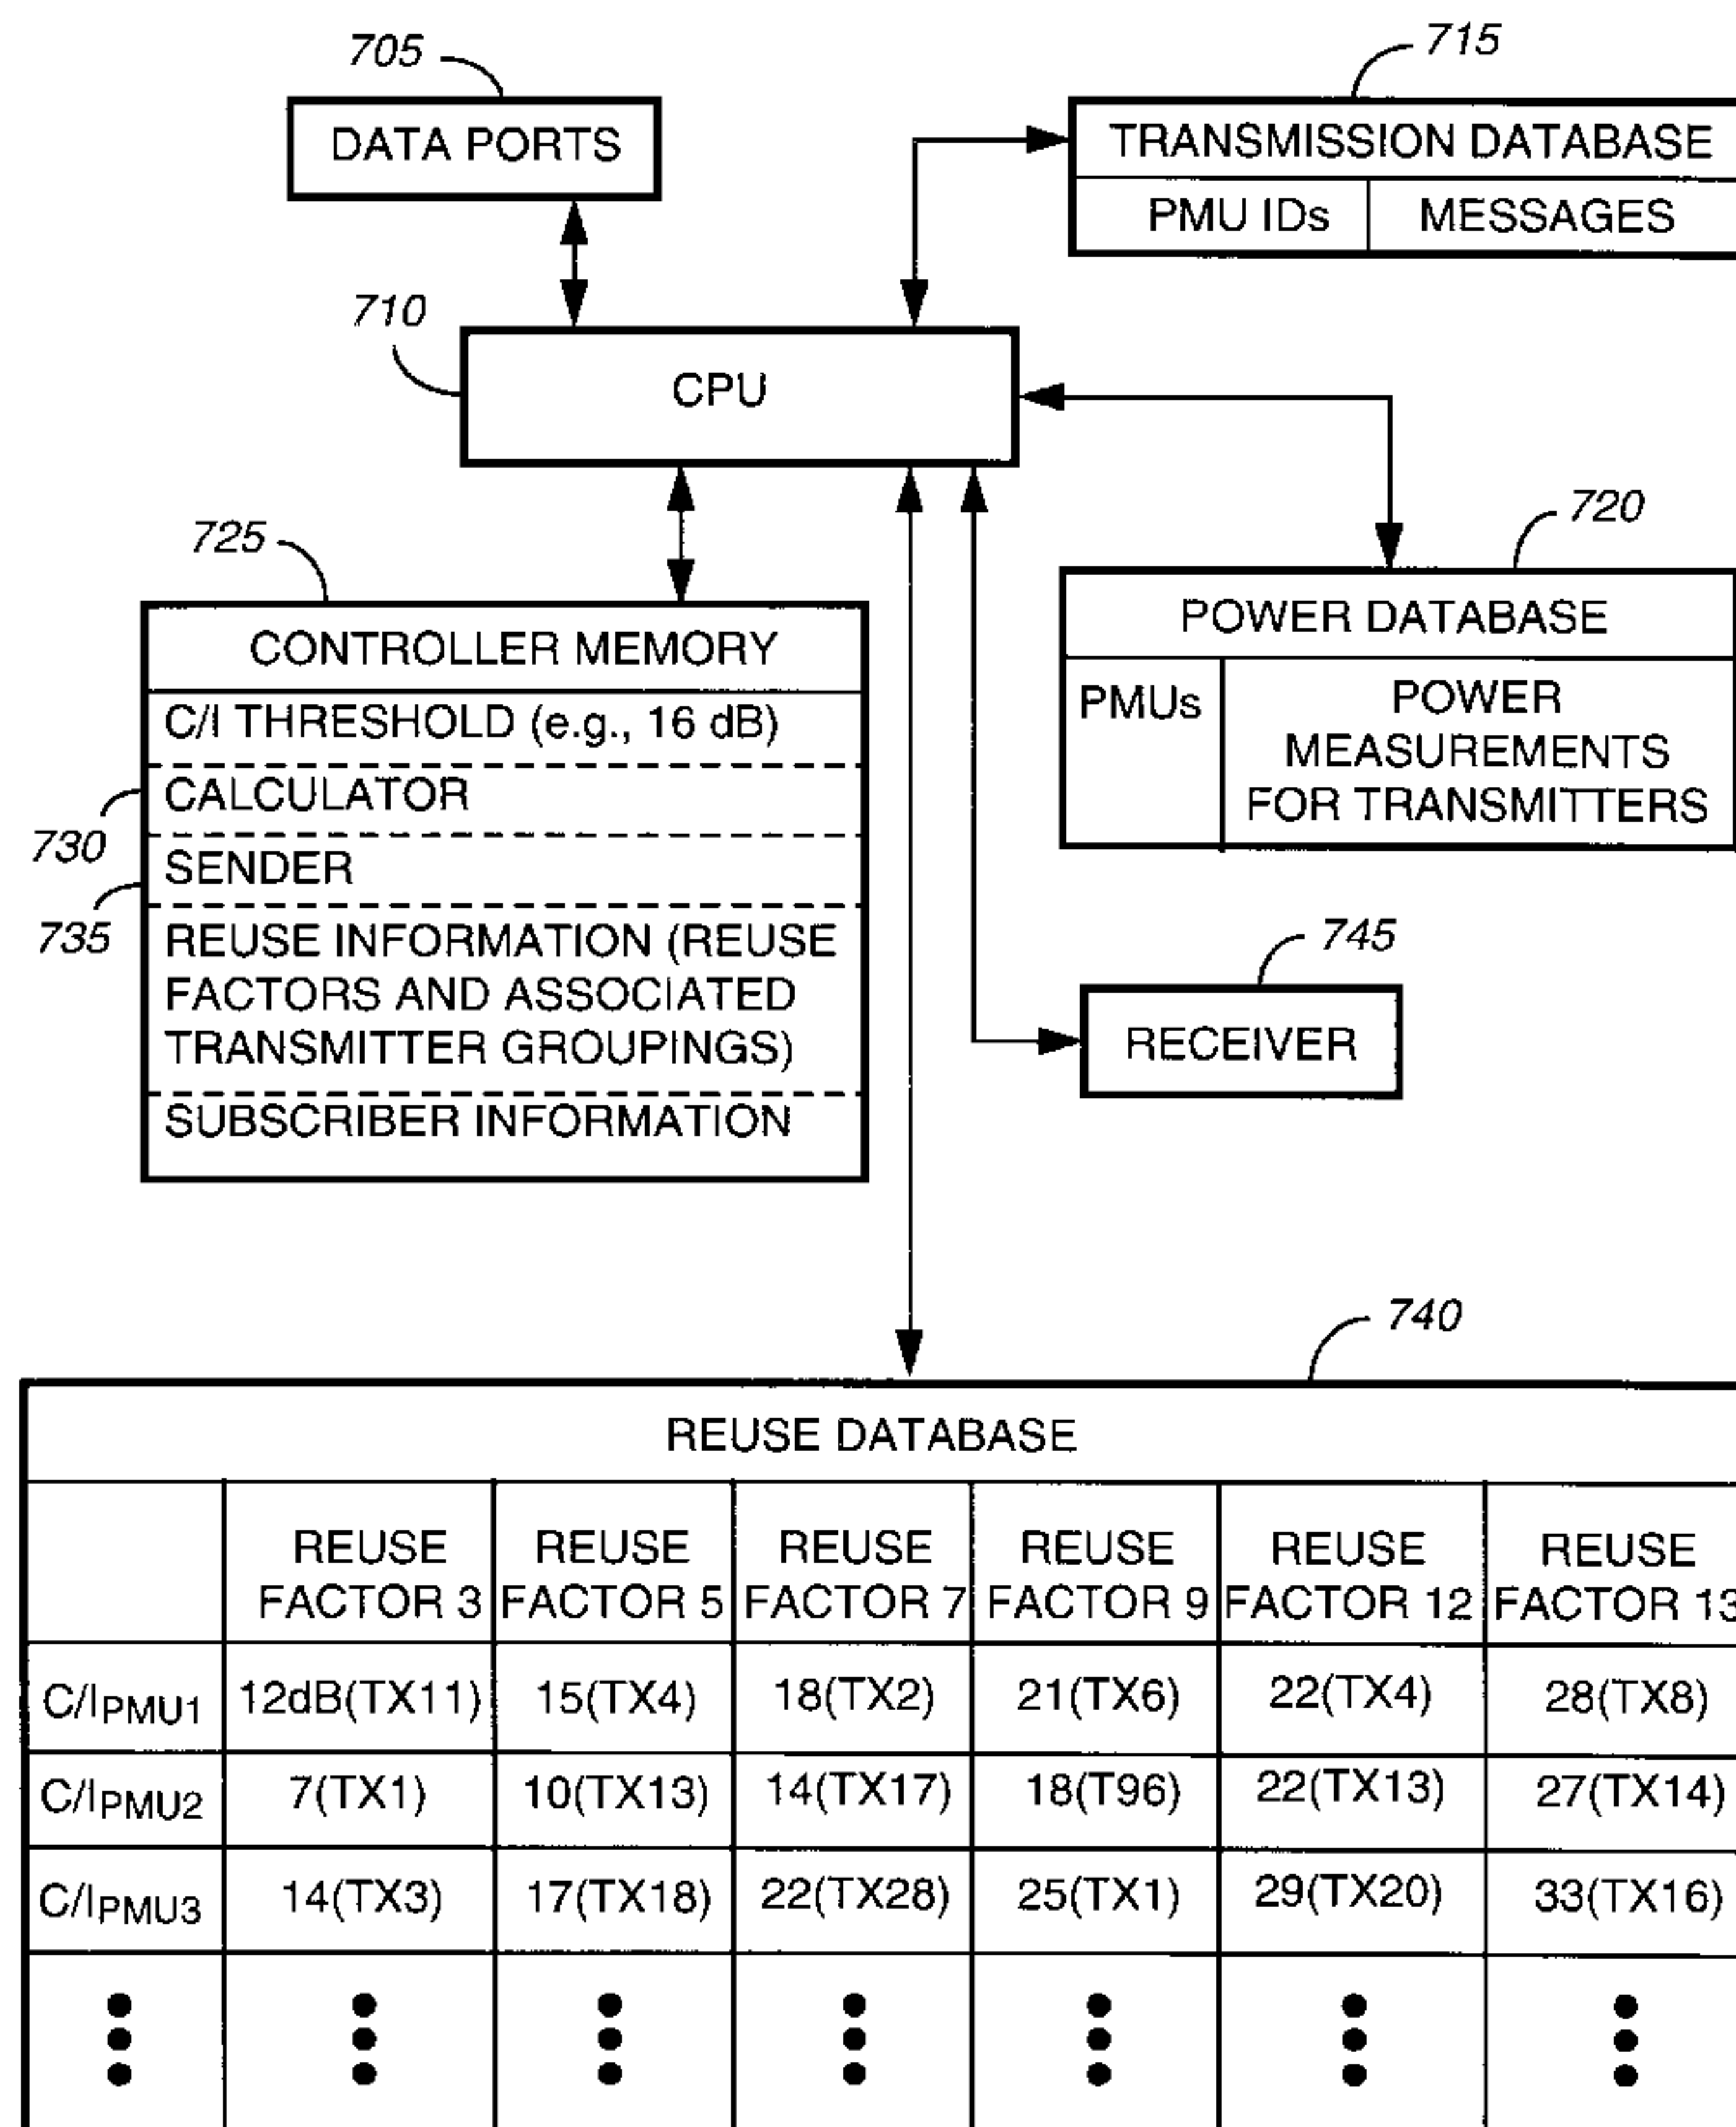 705
715
DATA PORTS
TRANSMISSION DATABASE
PMU IDs MESSAGES
710
CPU
720
725
POWER DATABASE
PMUs
POWER
MEASUREMENTS
FOR TRANSMITTERS
CONTROLLER MEMORY
C/I THRESHOLD (e.g., 16 dB)
CALCULATOR
730
SENDER
735
REUSE INFORMATION (REUSE
FACTORS AND ASSOCIATED
TRANSMITTER GROUPINGS)
SUBSCRIBER INFORMATION
745
RECEIVER
740
REUSE DATABASE
REUSE REUSE REUSE REUSE REUSE REUSE
FACTOR 3 FACTOR 5 FACTOR 7 FACTOR 9 FACTOR 12 FACTOR 13
C/IPMU1 12dB(TX11) 15(TX4) 18(TX2) 21(TX6) 22(TX4) 28(TX8)
C/IPMU2 7(TX1) 10(TX13) 14(TX17) 18(T96) 22(TX13) 27(TX14)
C/IPMU3 14(TX3) 17(TX18) 22(TX28) 25(TX1) 29(TX20) 33(TX16)